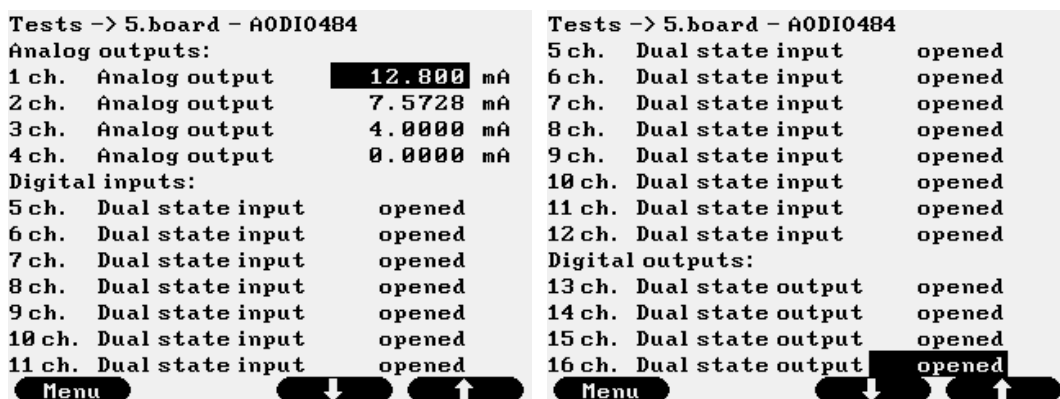 Tests -> 5.board - AODIO484
Analog outputs:
1 ch. Analog output 12.800 mA
2 ch. Analog output 7.5728 mA
3 ch. Analog output 4.0000 mA
4 ch. Analog output 0.0000 mA
Digital inputs:
5 ch. Dual state input opened
6 ch. Dual state input opened
7 ch. Dual state input opened
8 ch. Dual state input opened
9 ch. Dual state input opened
10 ch. Dual state input opened
11 ch. Dual state input opened
Menu
Tests -> 5.board - AODIO484
5 ch. Dual state input opened
6 ch. Dual state input opened
7 ch. Dual state input opened
8 ch. Dual state input opened
9 ch. Dual state input opened
10 ch. Dual state input opened
11 ch. Dual state input opened
12 ch. Dual state input opened
Digital outputs:
13 ch. Dual state output opened
14 ch. Dual state output opened
15 ch. Dual state output opened
16 ch. Dual state output opened
Menu